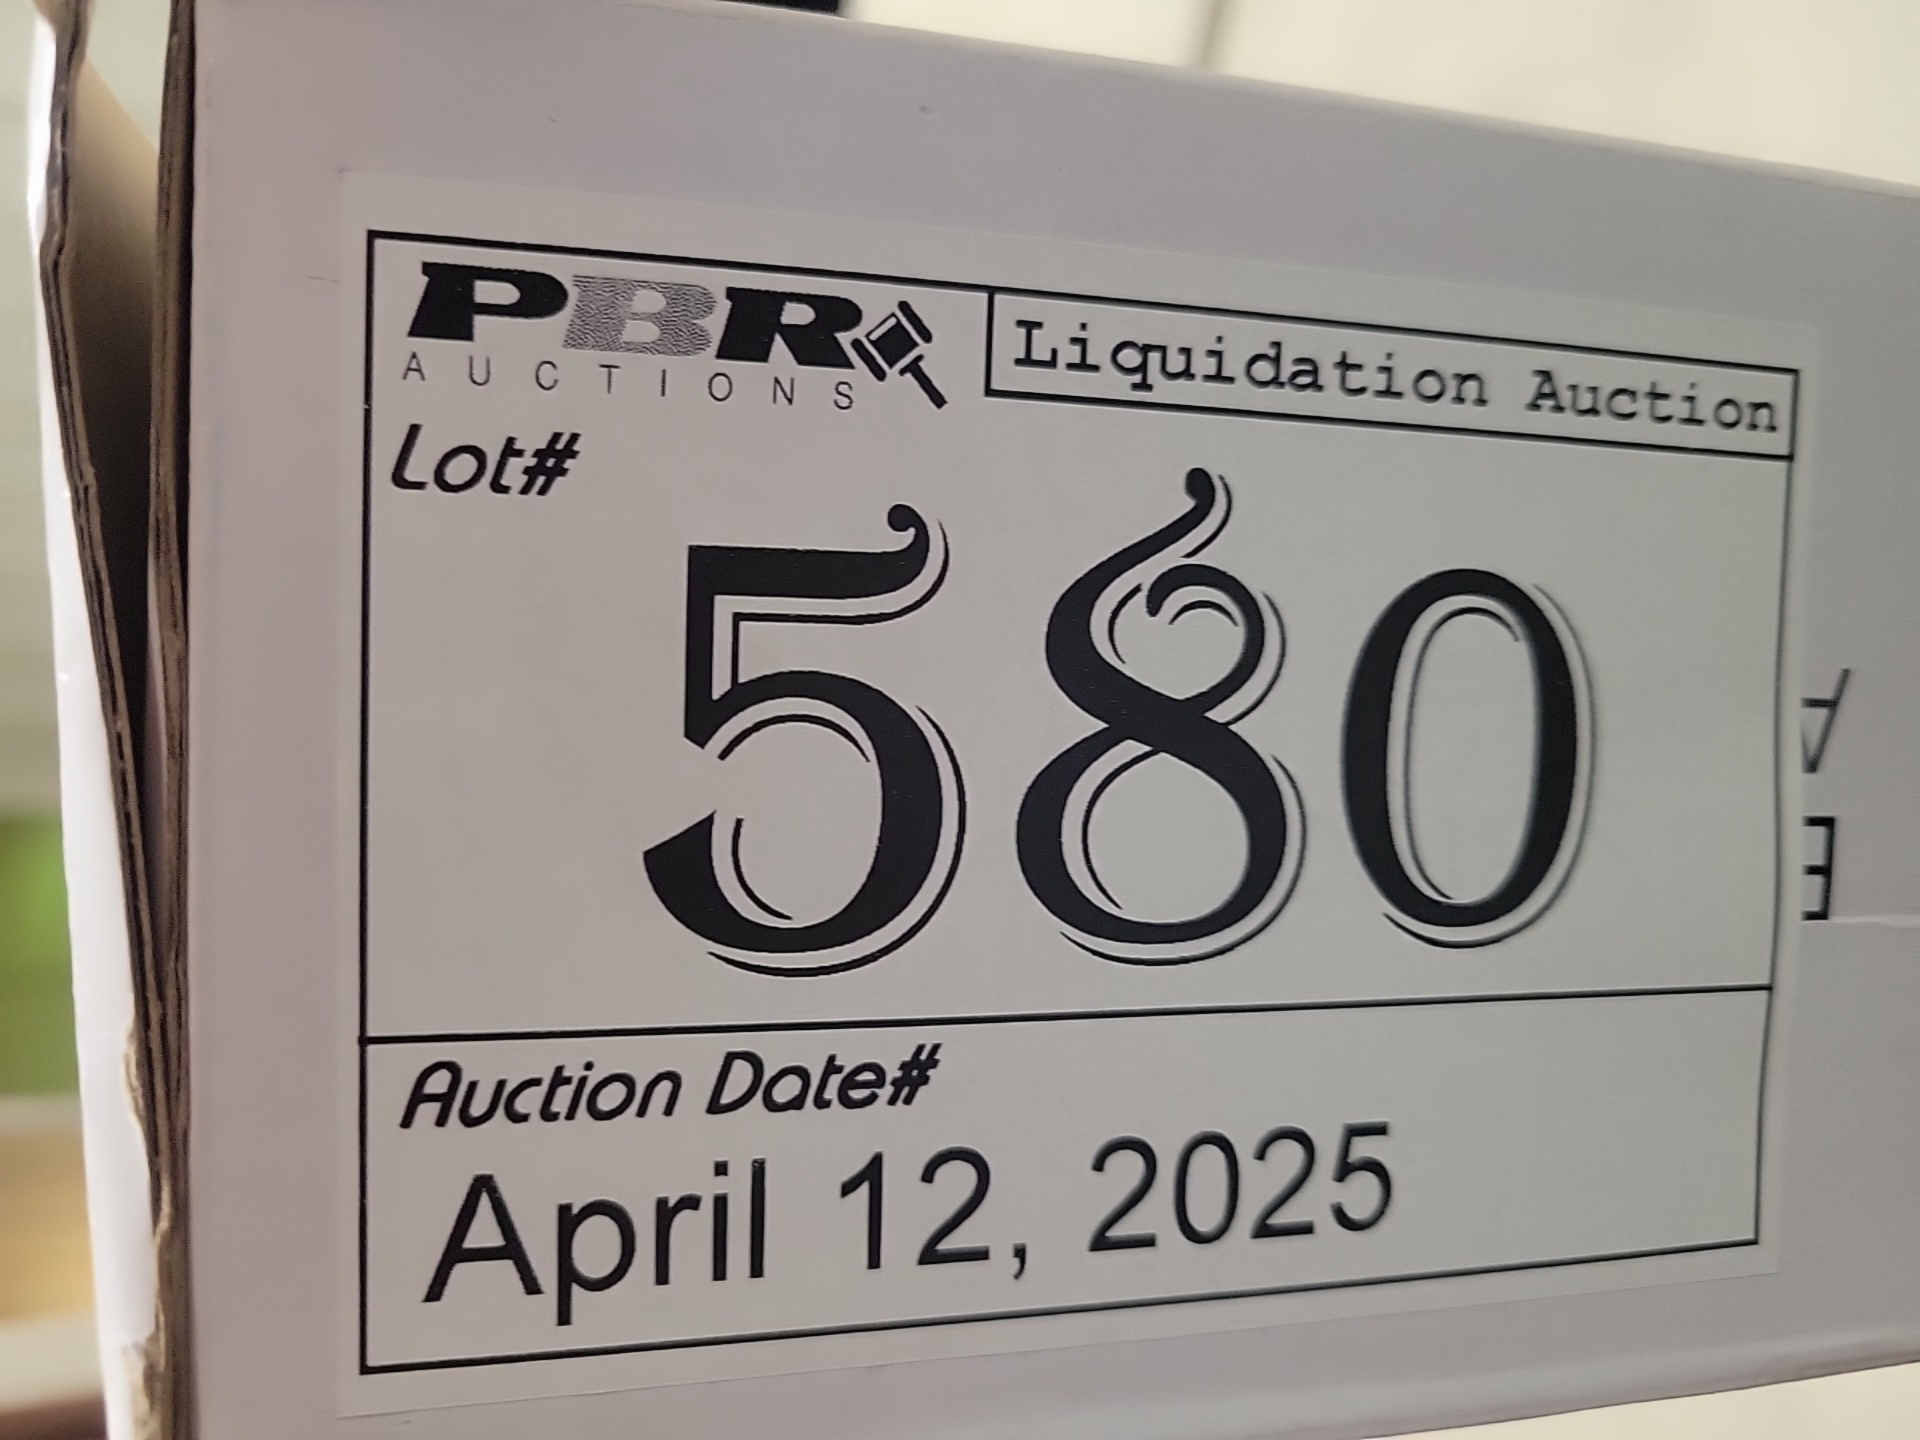 PBR
AUCTIONS
Liquidation Auction
Lot#
580
Auction Date#
April 12, 2025